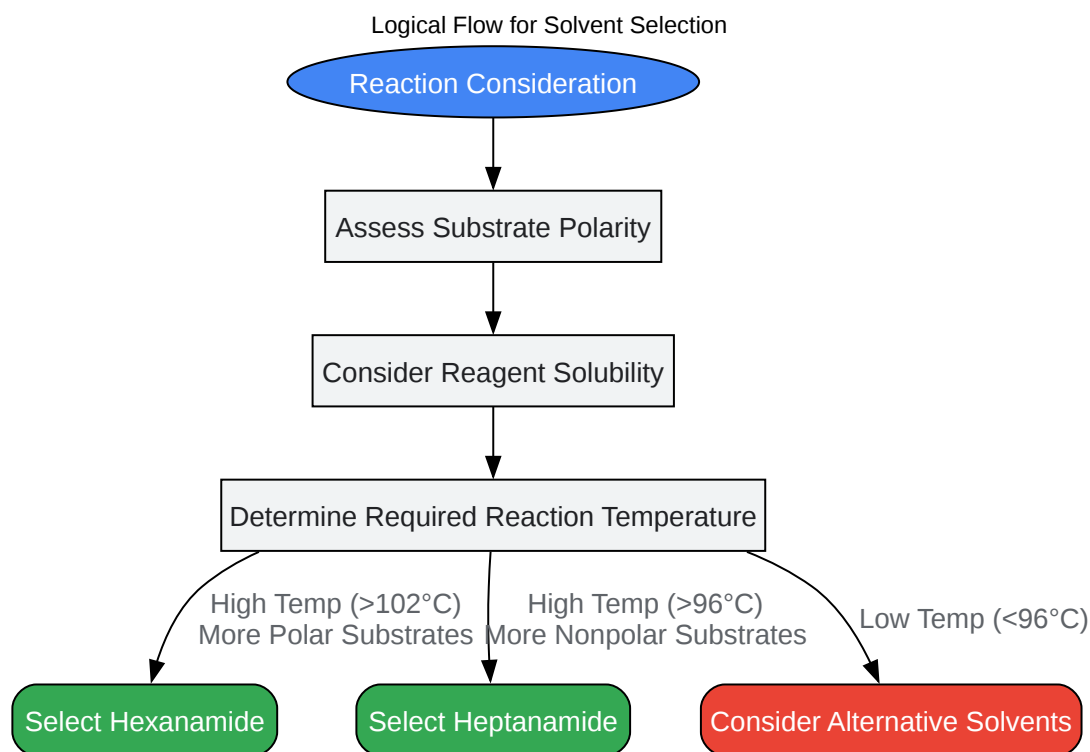 Logical Flow for Solvent Selection
Reaction Consideration
Assess Substrate Polarity
Consider Reagent Solubility
Determine Required Reaction Temperature
High Temp (>102°C)
More Polar Substrates
High Temp (>96°C)
More Nonpolar Substrates
Low Temp (<96°C)
Select Hexanamide
Select Heptanamide
Consider Alternative Solvents